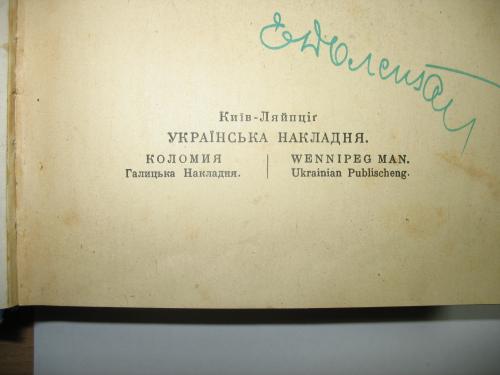 Київ-Ляйпціґ
УКРАЇНСЬКА НАКЛАДНЯ.
КОЛОМИЯ
Галицька Накладня.
WENNIPEG MAN.
Ukrainian Publischeng.